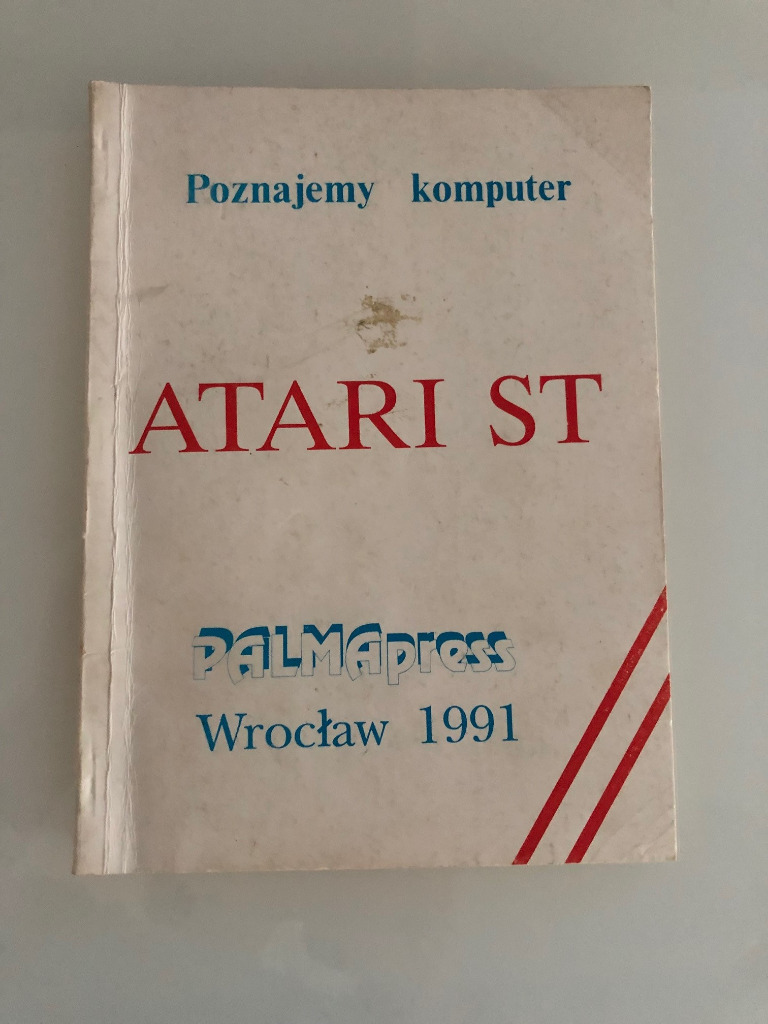 Poznajemy komputer
ATARI ST
PALMApress
Wrocław 1991